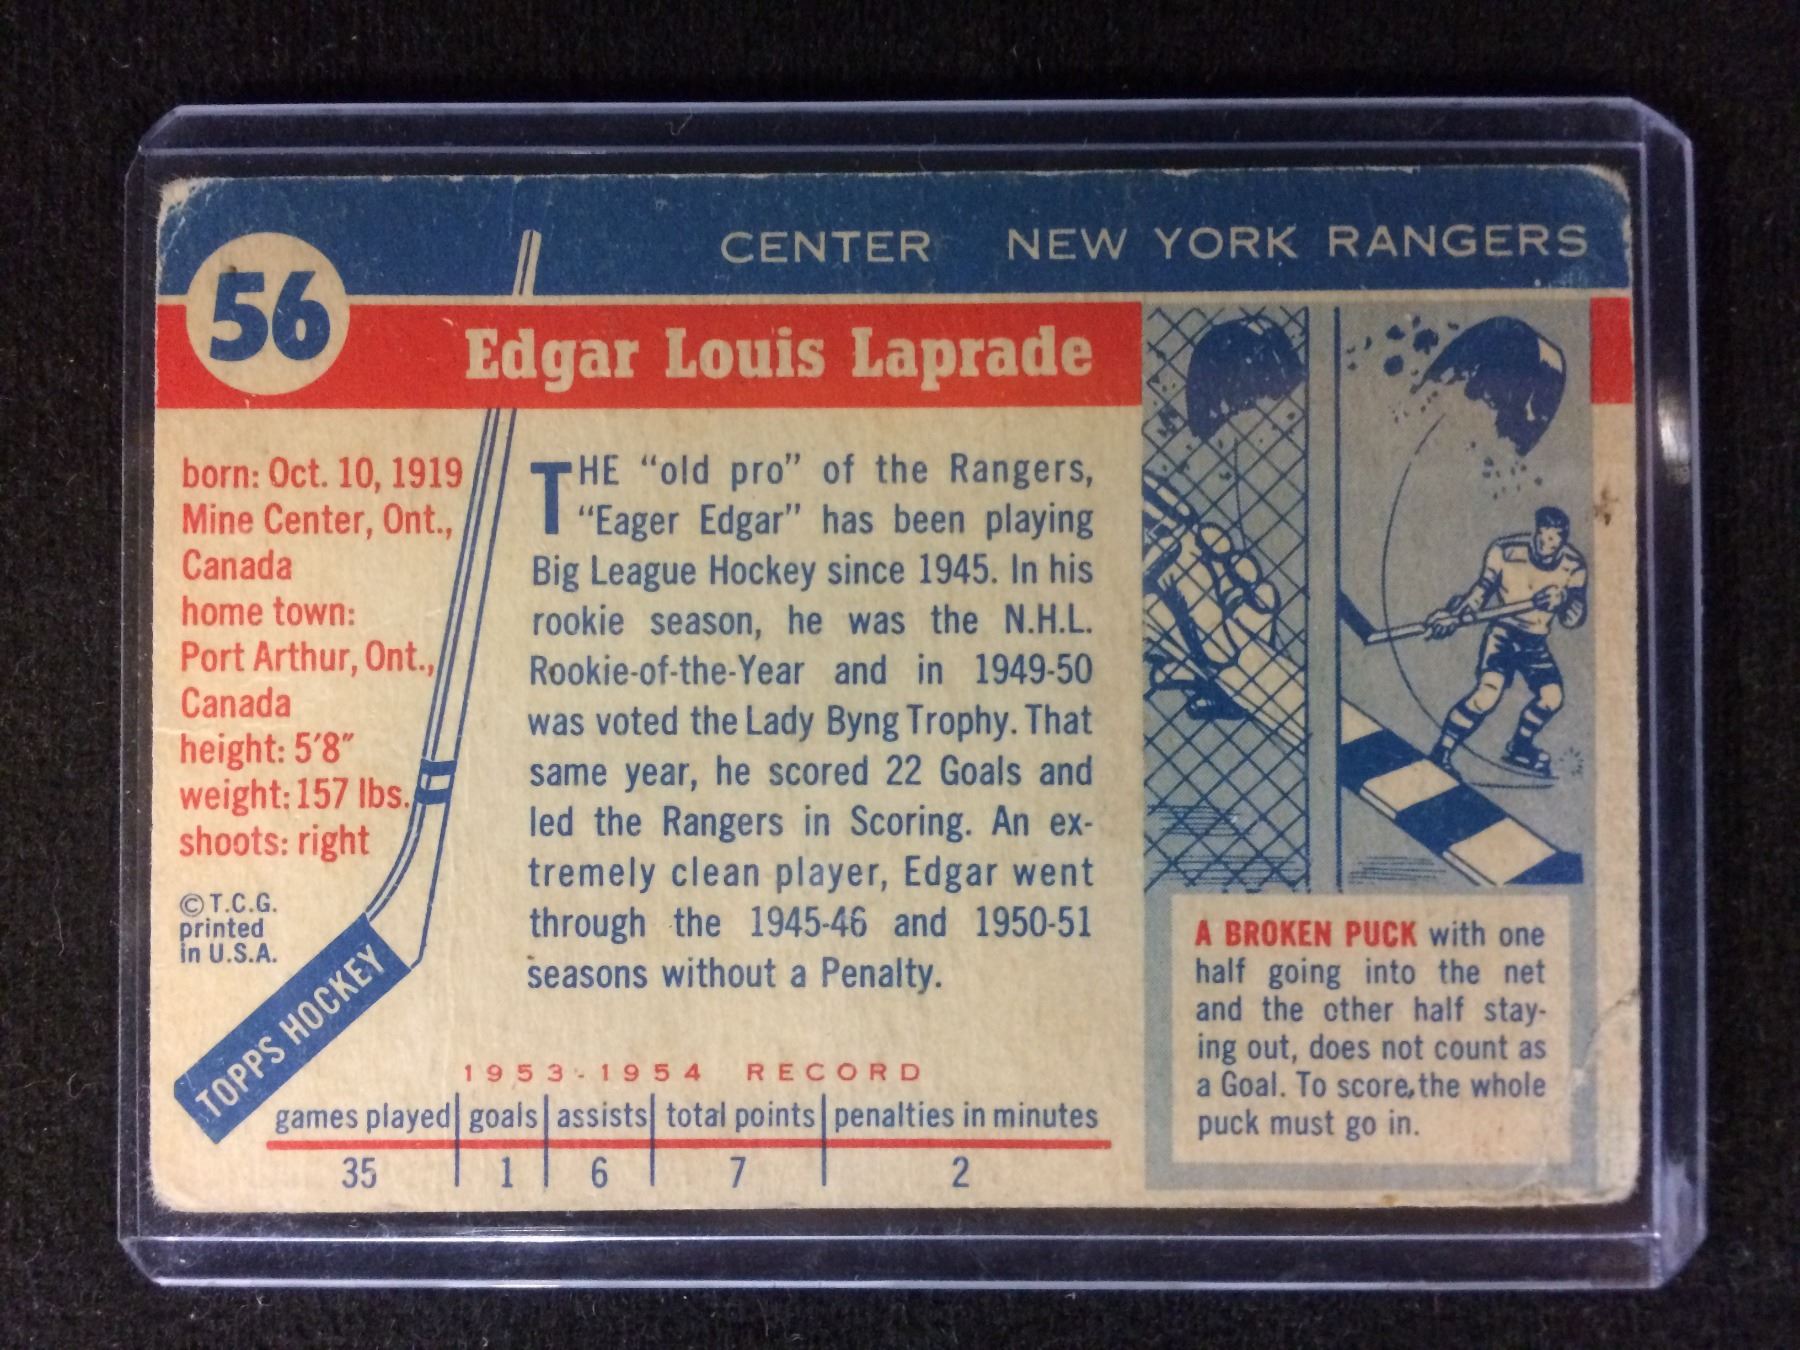 56
CENTER NEW YORK RANGERS
Edgar Louis Laprade
born: Oct. 10, 1919
Mine Center, Ont.,
Canada
home town:
Port Arthur, Ont.,
Canada
height: 5'8"
weight: 157 lbs.
shoots: right
© T.C.G.
printed
in U.S.A.
TOPPS HOCKEY
THE "old pro" of the Rangers,
"Eager Edgar" has been playing
Big League Hockey since 1945. In his
rookie season, he was the N.H.L.
Rookie-of-the-Year and in 1949-50
was voted the Lady Byng Trophy. That
same year, he scored 22 Goals and
led the Rangers in Scoring. An ex-
tremely clean player, Edgar went
through the 1945-46 and 1950-51
seasons without a Penalty.
1953-1954 RECORD
games played goals assists total points penalties in minutes
35 1 6 7 2
A BROKEN PUCK with one
half going into the net
and the other half stay-
ing out, does not count as
a Goal. To score, the whole
puck must go in.